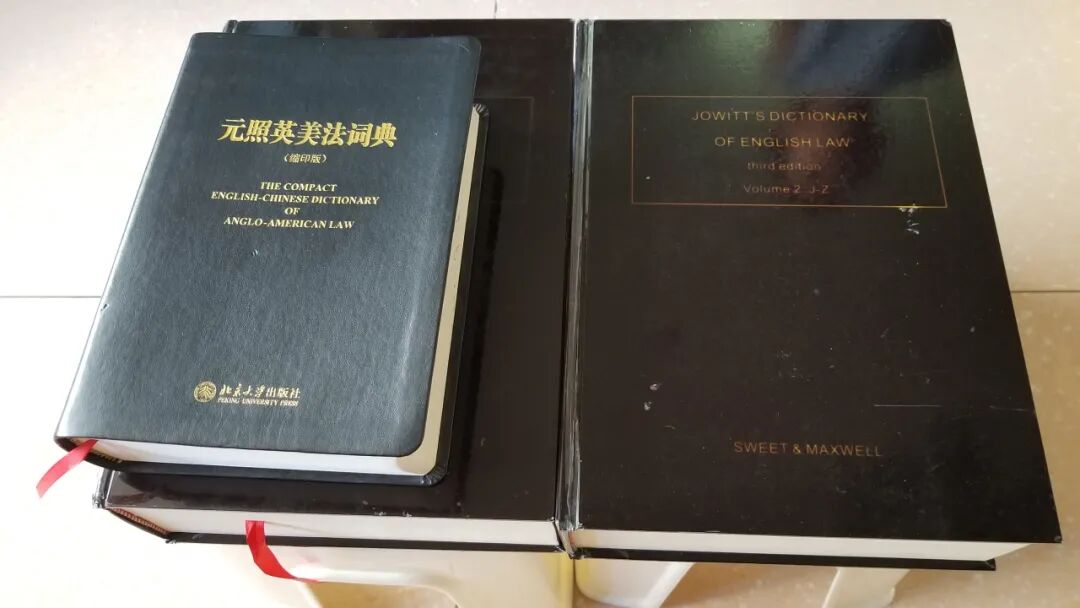 元照英美法词典
（缩印版）
THE COMPACT
ENGLISH-CHINESE DICTIONARY
OF
ANGLO-AMERICAN LAW
北京大学出版社
PEKING UNIVERSITY PRESS
JOWITT'S DICTIONARY
OF ENGLISH LAW
third edition
Volume 2 J-Z
SWEET & MAXWELL